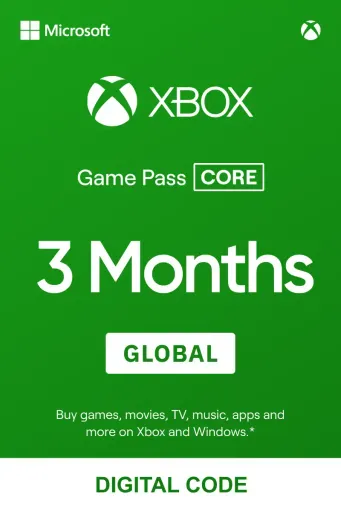 Microsoft
XBOX
Game Pass CORE
3 Months
GLOBAL
Buy games, movies, TV, music, apps and
more on Xbox and Windows.*
DIGITAL CODE